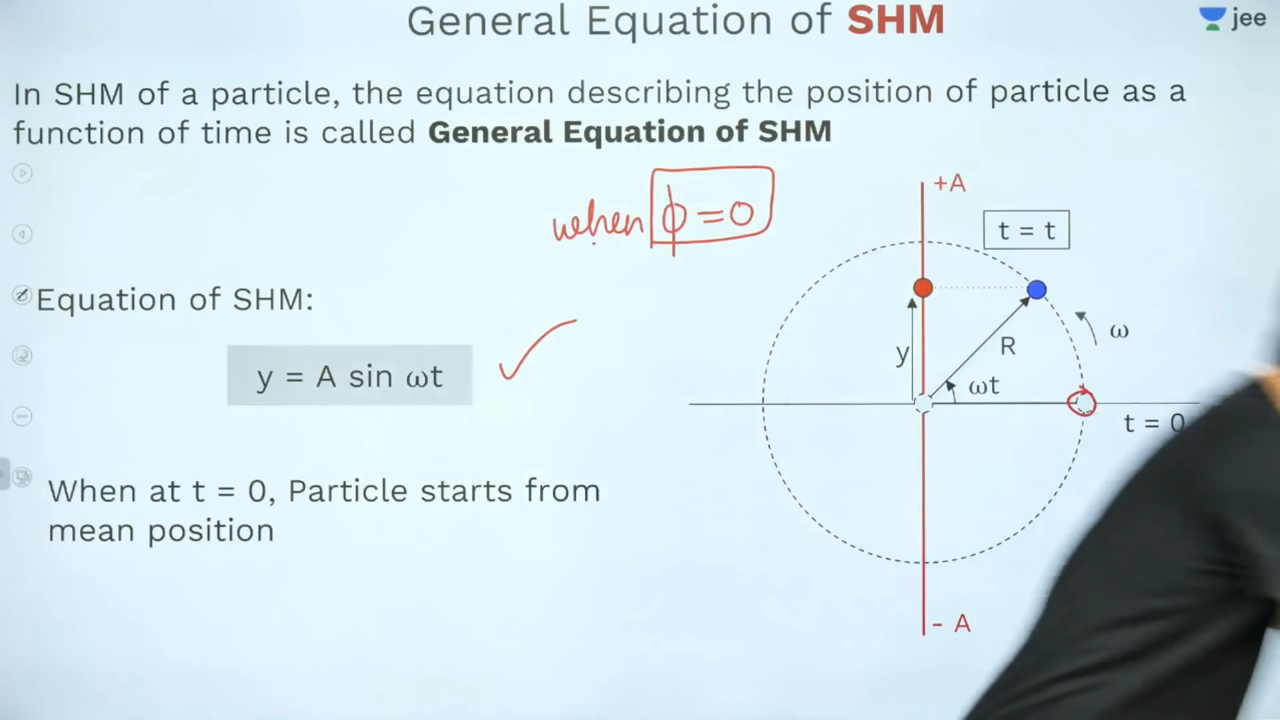 General Equation of SHM
jee
In SHM of a particle, the equation describing the position of particle as a
function of time is called General Equation of SHM
when ϕ = 0
Equation of SHM:
y = A sin ωt
When at t = 0, Particle starts from
mean position
+A
t = t
ω
R
y
ωt
t = 0
- A